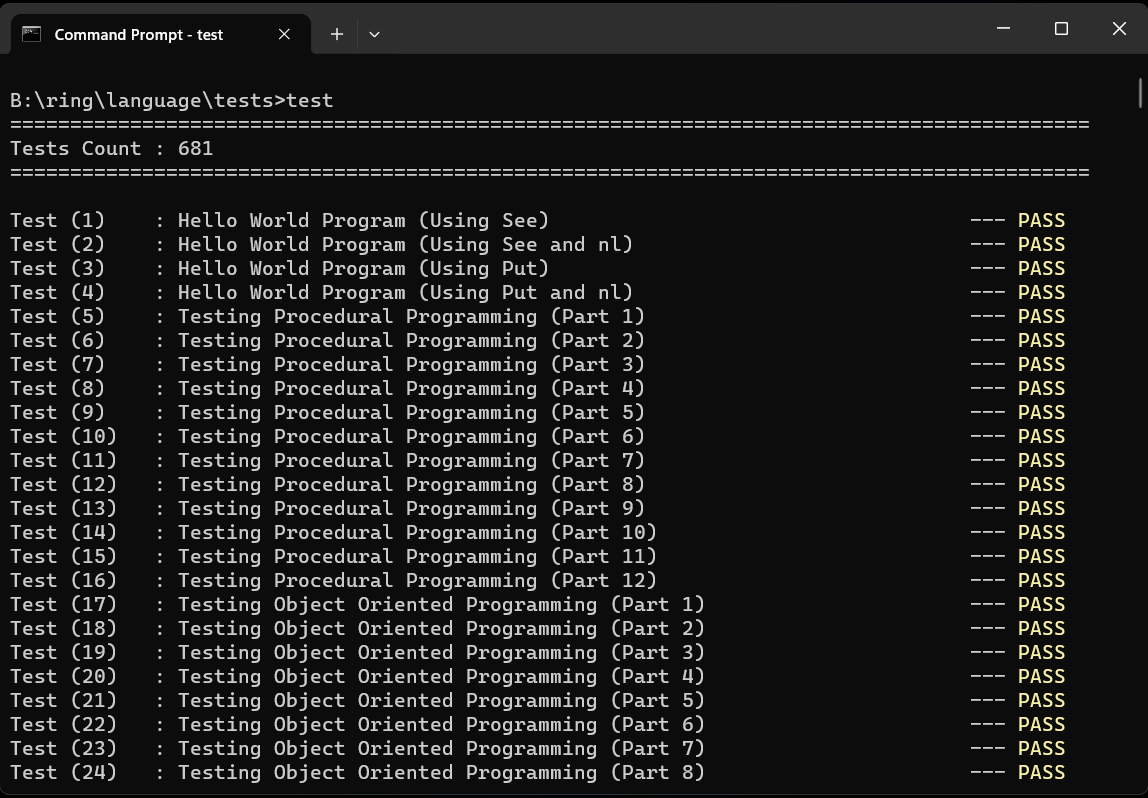 Command Prompt - test
B:\ring\language\tests>test
==========================================================================================
Tests Count : 681
==========================================================================================
Test (1)    : Hello World Program (Using See)                                   --- PASS
Test (2)    : Hello World Program (Using See and nl)                            --- PASS
Test (3)    : Hello World Program (Using Put)                                   --- PASS
Test (4)    : Hello World Program (Using Put and nl)                            --- PASS
Test (5)    : Testing Procedural Programming (Part 1)                           --- PASS
Test (6)    : Testing Procedural Programming (Part 2)                           --- PASS
Test (7)    : Testing Procedural Programming (Part 3)                           --- PASS
Test (8)    : Testing Procedural Programming (Part 4)                           --- PASS
Test (9)    : Testing Procedural Programming (Part 5)                           --- PASS
Test (10)   : Testing Procedural Programming (Part 6)                           --- PASS
Test (11)   : Testing Procedural Programming (Part 7)                           --- PASS
Test (12)   : Testing Procedural Programming (Part 8)                           --- PASS
Test (13)   : Testing Procedural Programming (Part 9)                           --- PASS
Test (14)   : Testing Procedural Programming (Part 10)                          --- PASS
Test (15)   : Testing Procedural Programming (Part 11)                          --- PASS
Test (16)   : Testing Procedural Programming (Part 12)                          --- PASS
Test (17)   : Testing Object Oriented Programming (Part 1)                      --- PASS
Test (18)   : Testing Object Oriented Programming (Part 2)                      --- PASS
Test (19)   : Testing Object Oriented Programming (Part 3)                      --- PASS
Test (20)   : Testing Object Oriented Programming (Part 4)                      --- PASS
Test (21)   : Testing Object Oriented Programming (Part 5)                      --- PASS
Test (22)   : Testing Object Oriented Programming (Part 6)                      --- PASS
Test (23)   : Testing Object Oriented Programming (Part 7)                      --- PASS
Test (24)   : Testing Object Oriented Programming (Part 8)                      --- PASS